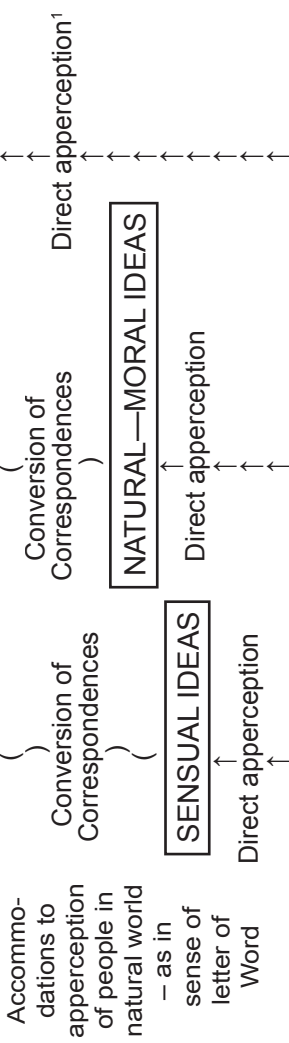 Accommo-
dations to
apperception
of people in
natural world
– as in
sense of
letter of
Word
Conversion of
Correspondences
SENSUAL IDEAS
Direct apperception
Conversion of
Correspondences
NATURAL—MORAL IDEAS
Direct apperception
Direct apperception¹